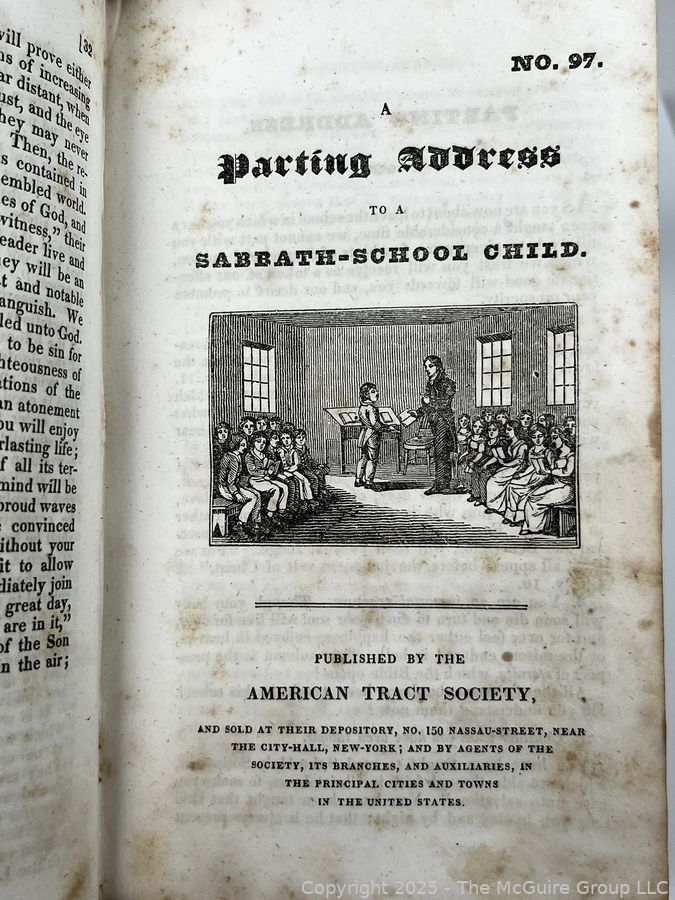 [32
will prove either
ns of increasing
ar distant, when
ust, and the eye
hey may never
Then, the re-
s contained in
embled world.
es of God, and
witness," their
eader live and
ey will be an
t and notable
anguish. We
led unto God.
to be sin for
ghteousness of
ations of the
an atonement
ou will enjoy
rlasting life;
f all its ter-
mind will be
proud waves
e convinced
ithout your
it to allow
diately join
great day,
are in it,"
of the Son
n the air;
NO. 97.
A
Parting Address
TO A
SABBATH-SCHOOL CHILD.
PUBLISHED BY THE
AMERICAN TRACT SOCIETY,
AND SOLD AT THEIR DEPOSITORY, NO. 150 NASSAU-STREET, NEAR
THE CITY-HALL, NEW-YORK; AND BY AGENTS OF THE
SOCIETY, ITS BRANCHES, AND AUXILIARIES, IN
THE PRINCIPAL CITIES AND TOWNS
IN THE UNITED STATES.
Copyright 2025 - The McGuire Group LLC